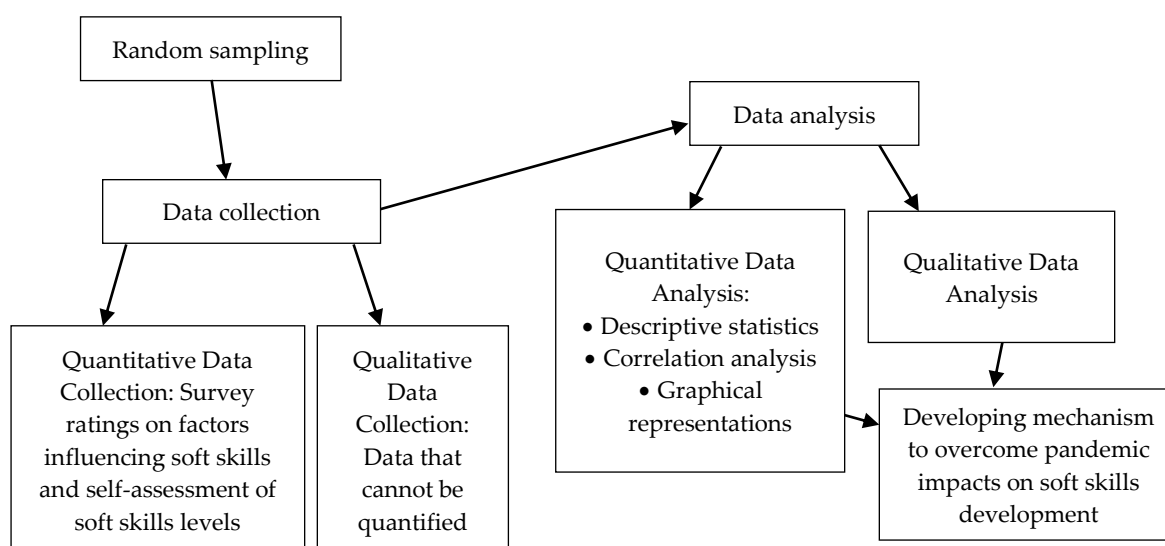 Random sampling
Data collection
Quantitative Data
Collection: Survey
ratings on factors
influencing soft skills
and self-assessment of
soft skills levels
Qualitative
Data
Collection:
Data that
cannot be
quantified
Data analysis
Quantitative Data
Analysis:
• Descriptive statistics
• Correlation analysis
• Graphical
representations
Qualitative Data
Analysis
Developing mechanism
to overcome pandemic
impacts on soft skills
development